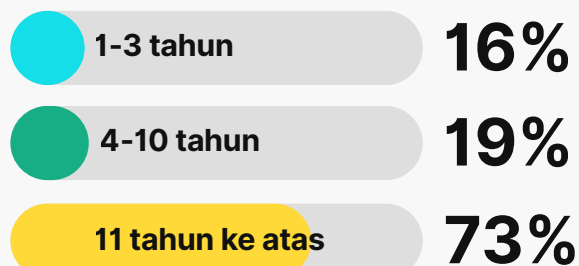 1-3 tahun 16%
4-10 tahun 19%
11 tahun ke atas 73%